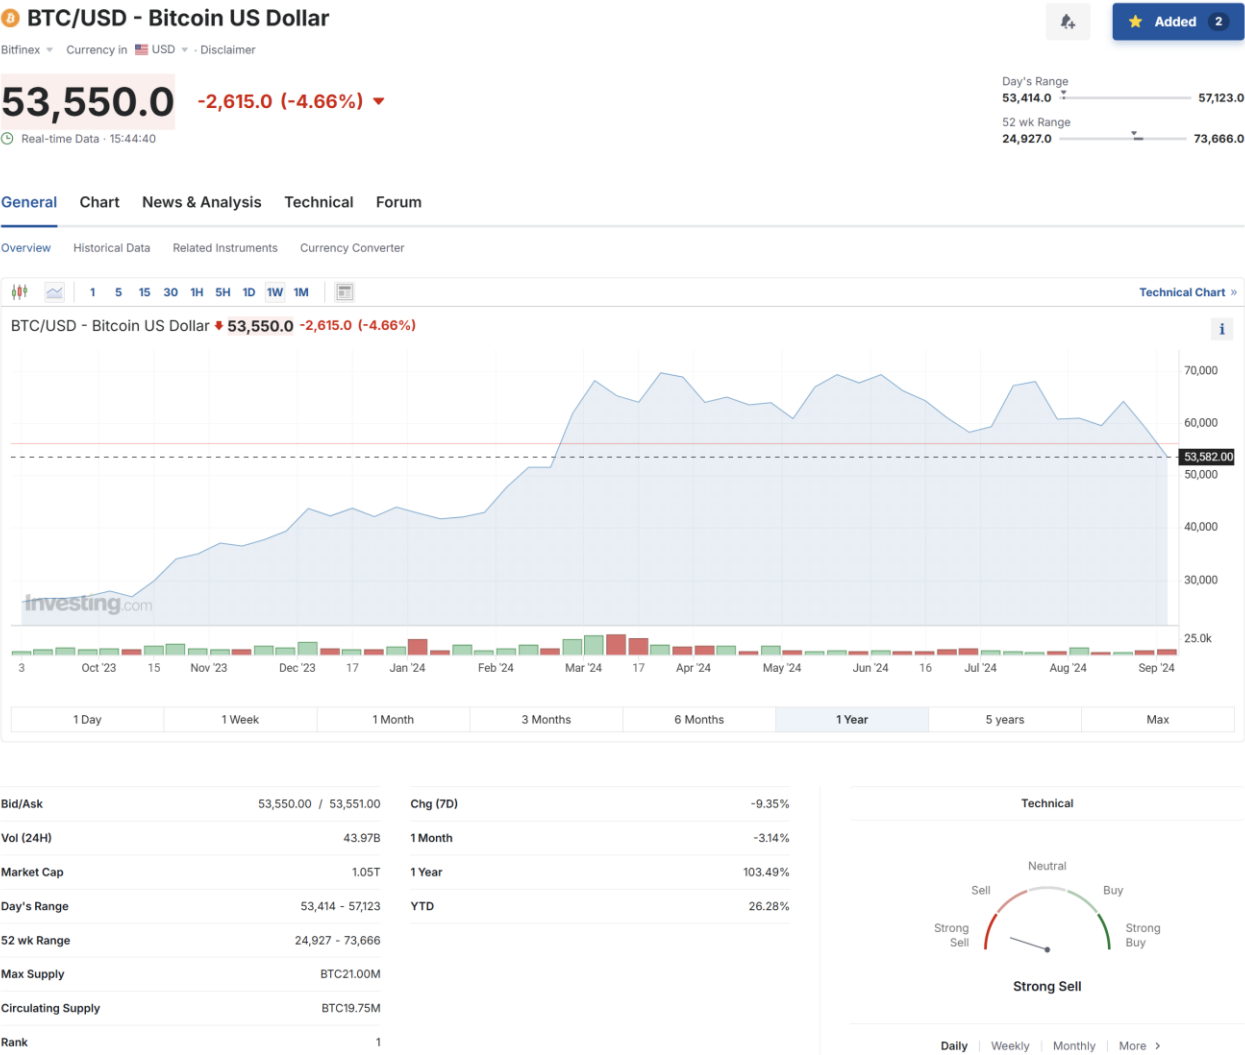 BTC/USD - Bitcoin US Dollar
Added 2
Bitfinex Currency in USD · Disclaimer
53,550.0 -2,615.0 (-4.66%)
Real-time Data · 15:44:40
Day's Range
53,414.0 57,123.0
52 wk Range
24,927.0 73,666.0
General Chart News & Analysis Technical Forum
Overview Historical Data Related Instruments Currency Converter
1 5 15 30 1H 5H 1D 1W 1M
Technical Chart »
BTC/USD - Bitcoin US Dollar 53,550.0 -2,615.0 (-4.66%)
i
70,000
60,000
53,582.00
50,000
40,000
30,000
Investing.com
25.0k
3 Oct '23 15 Nov '23 Dec '23 17 Jan '24 Feb '24 Mar '24 17 Apr '24 May '24 Jun '24 16 Jul '24 Aug '24 Sep '24
1 Day 1 Week 1 Month 3 Months 6 Months 1 Year 5 years Max
Bid/Ask 53,550.00 / 53,551.00
Vol (24H) 43.97B
Market Cap 1.05T
Day's Range 53,414 - 57,123
52 wk Range 24,927 - 73,666
Max Supply BTC21.00M
Circulating Supply BTC19.75M
Rank 1
Chg (7D) -9.35%
1 Month -3.14%
1 Year 103.49%
YTD 26.28%
Technical
Neutral
Sell Buy
Strong Sell
Strong Buy
Strong Sell
Daily Weekly Monthly More